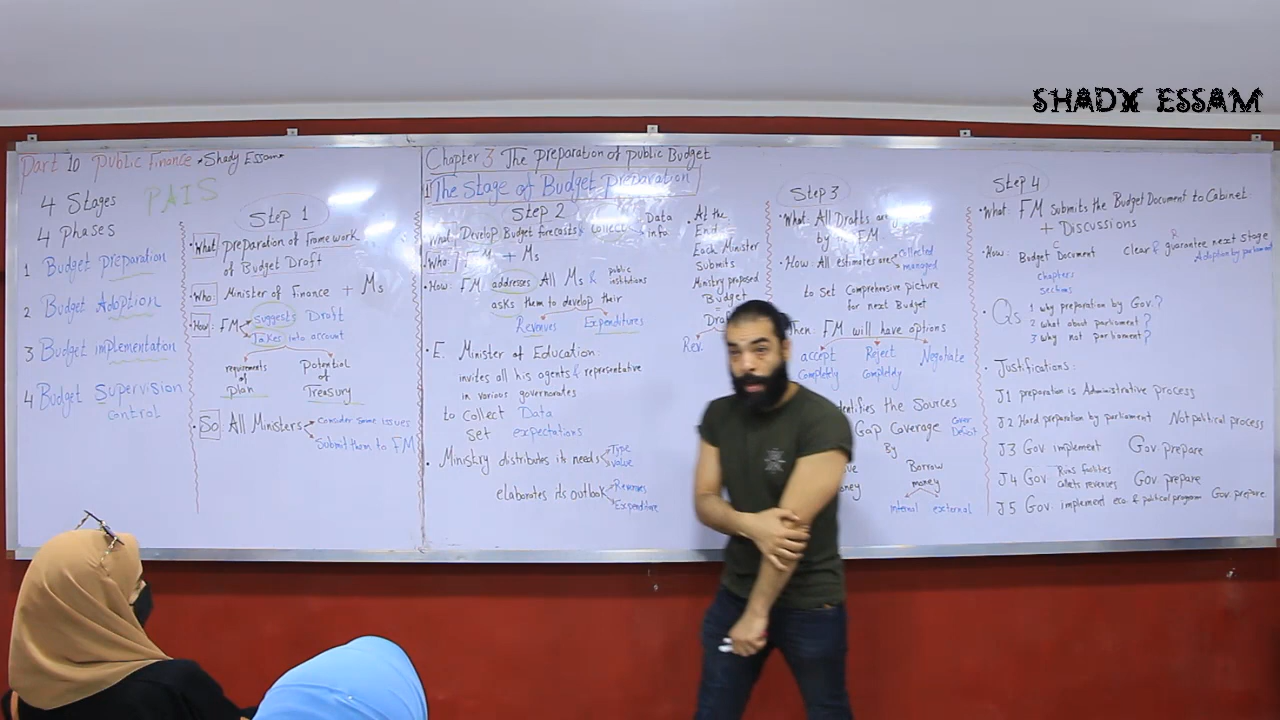 SHADY ESSAM
Part 10 Public Finance *Shady Essam*
PAIS
4 Stages
4 Phases
1 Budget preparation
2 Budget Adoption
3 Budget implementation
4 Budget Supervision
control
Step 1
• What preparation of framework
of Budget Draft
• Who: Minister of Finance + Ms
• How: FM Suggests Draft
Takes into account
requirements of plan
Potential of Treasury
• So All Ministers Consider Some issues
Submit them to FM
Chapter 3 The preparation of public Budget
I The Stage of Budget Preparation
Step 2
What Develop Budget forecasts & collect Data
info.
• Who FM + Ms
• How: FM addresses All Ms & public institutions
asks them to develop their
Revenues Expenditures
• E. Minister of Education:
invites all his agents & representative
in various governorates
to collect Data
set expectations
• Ministry distributes its needs Type
value
elaborates its outlook Revenues
Expenditure
• At the
End
Each Minister
Submits
Ministry proposed
Budget
Draft
Rev.
Step 3
• What: All Drafts are
by FM
• How: All estimates are collected
managed
to set Comprehensive picture
for next Budget
Then: FM will have options
accept completely
Reject completely
Negotiate
identifies the Sources
Gap Coverage Cover Deficit
By
Borrow
money
internal external
Step 4
• What: FM Submits the Budget Document to Cabinet
+ Discussions
• How: Budget Document clear & guarantee next stage
Adoption by parliament
chapters
Sections
• Qs 1 why preparation by Gov.?
2 what about parliament?
3 why not parliament?
• Justifications:
J1 preparation is Administrative process
J2 Hard preparation by parliament Not political process
J3 Gov implement Gov. prepare
J4 Gov Runs facilities
collects revenues Gov. prepare
J5 Gov. implement eco. & political program Gov. prepare